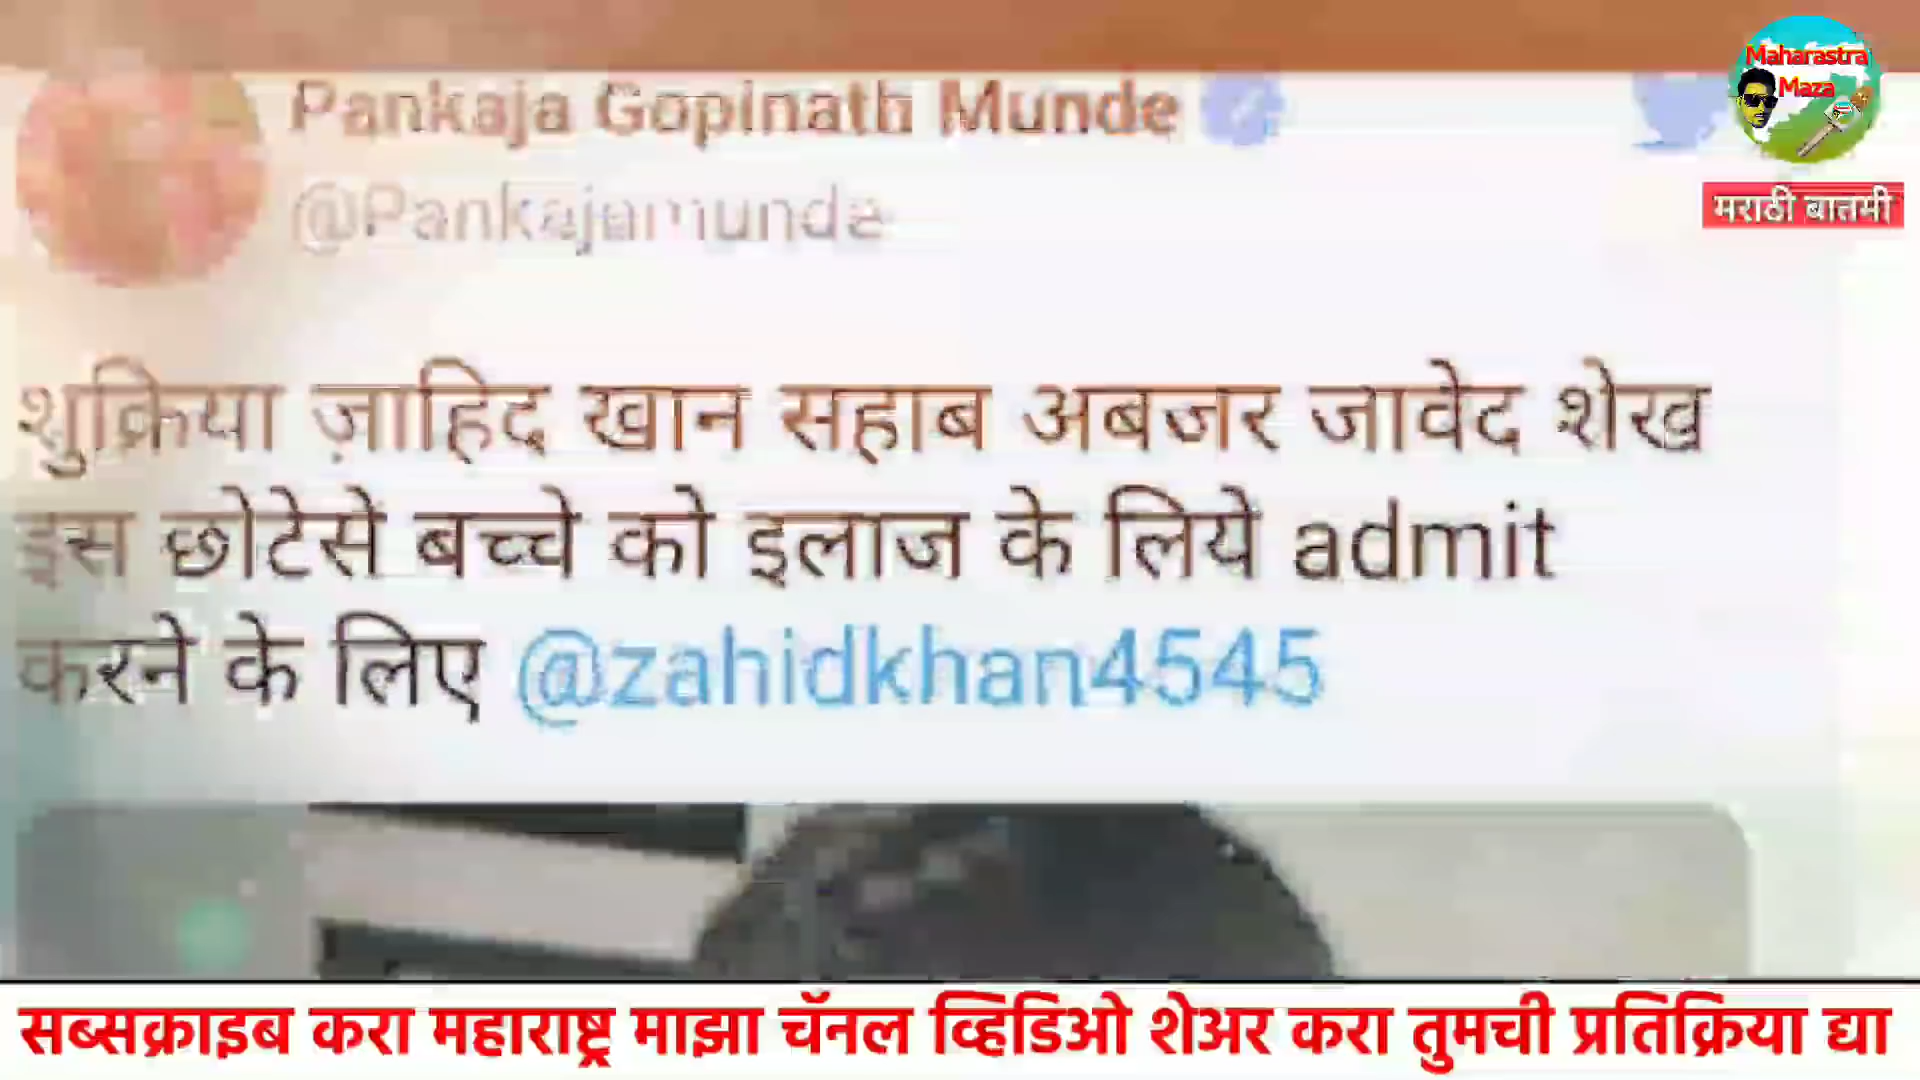 Maharastra
Maza
मराठी बातमी
Pankaja Gopinath Munde
@Pankajamunde
शुक्रिया ज़ाहिद खान सहाब अबजर जावेद शेख
इस छोटेसे बच्चे को इलाज के लिये admit
करने के लिए @zahidkhan4545
सब्सक्राइब करा महाराष्ट्र माझा चॅनल व्हिडिओ शेअर करा तुमची प्रतिक्रिया द्या